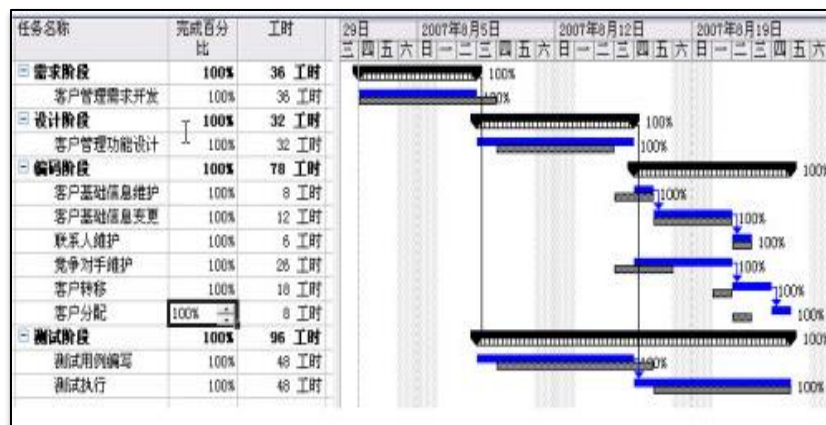 任务名称 完成百分比 工时 29日 2007年8月5日 2007年8月12日 2007年8月19日
三 四 五 六 日 一 二 三 四 五 六 日 一 二 三 四 五 六 日 一 二 三 四 五 六
需求阶段 100% 36 工时 100%
客户管理需求开发 100% 36 工时 100%
设计阶段 100% 32 工时 100%
客户管理功能设计 100% 32 工时 100%
编码阶段 100% 78 工时 100%
客户基础信息维护 100% 8 工时 100%
客户基础信息变更 100% 12 工时 100%
联系人维护 100% 6 工时 100%
竞争对手维护 100% 26 工时 100%
客户转移 100% 18 工时 100%
客户分配 100% 8 工时 100%
测试阶段 100% 96 工时 100%
测试用例编写 100% 48 工时 100%
测试执行 100% 48 工时 100%